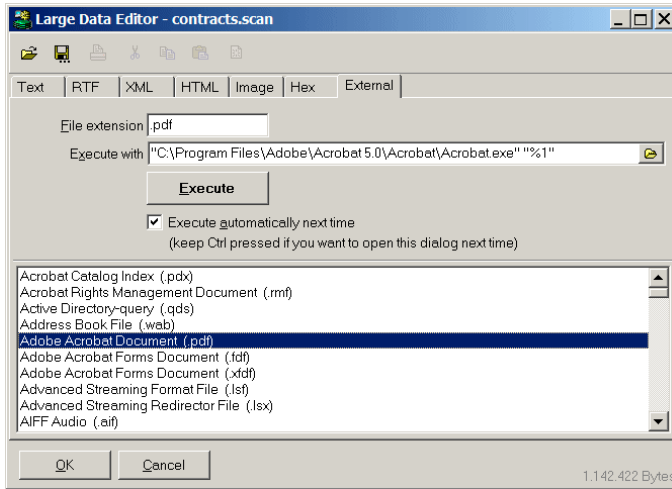 Large Data Editor - contracts.scan
Text RTF XML HTML Image Hex External
File extension .pdf
Execute with "C:\Program Files\Adobe\Acrobat 5.0\Acrobat\Acrobat.exe" "%1"
Execute
Execute automatically next time
(keep Ctrl pressed if you want to open this dialog next time)
Acrobat Catalog Index (.pdx)
Acrobat Rights Management Document (.rmf)
Active Directory-query (.qds)
Address Book File (.wab)
Adobe Acrobat Document (.pdf)
Adobe Acrobat Forms Document (.fdf)
Adobe Acrobat Forms Document (.xfdf)
Advanced Streaming Format File (.lsf)
Advanced Streaming Redirector File (.lsx)
AIFF Audio (.aif)
OK Cancel
1.142.422 Bytes